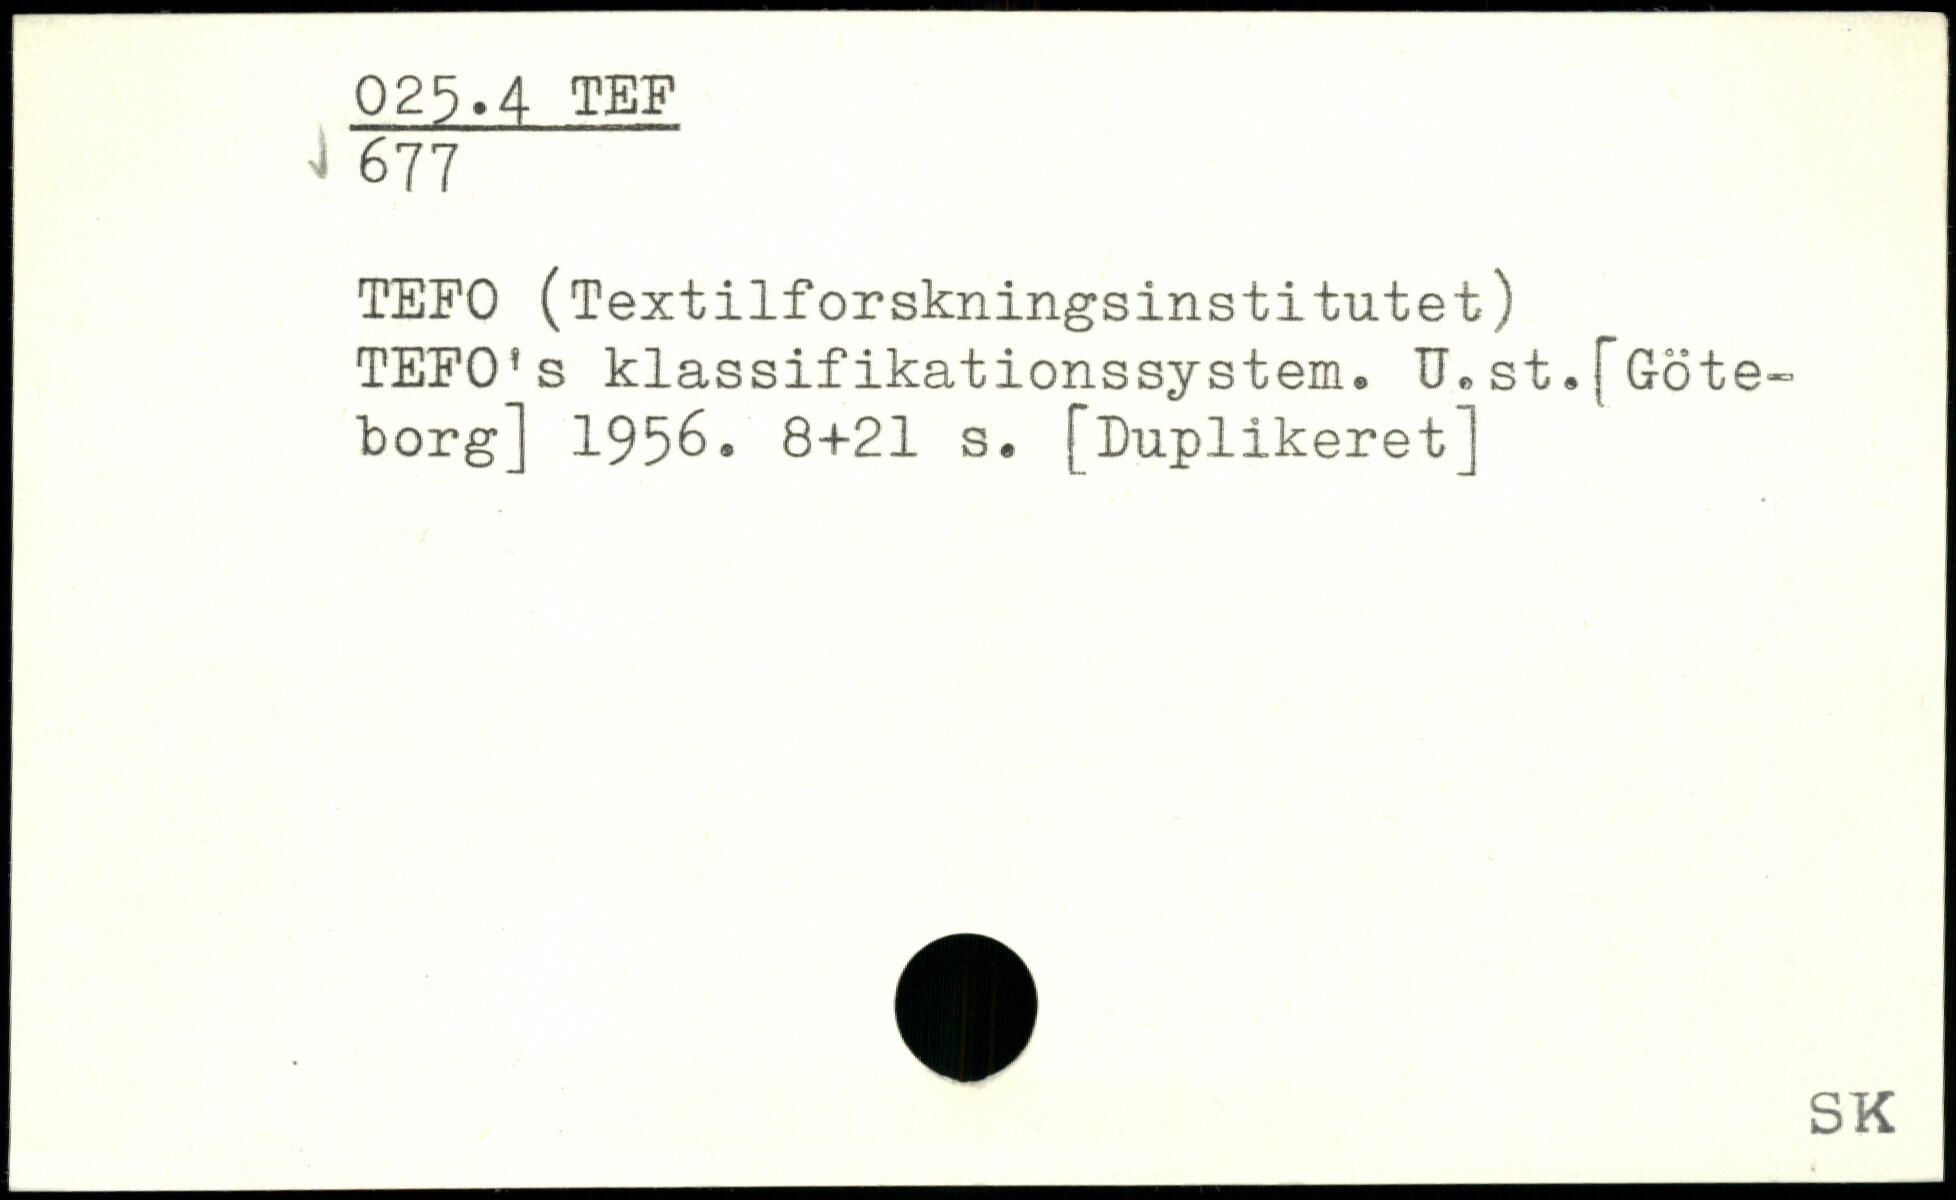 025.4 TEF
677
TEFO (Textilforskningsinstitutet)
TEFO's klassifikationssystem. U.st.[Göte-
borg] 1956. 8+21 s. [Duplikeret]
SK